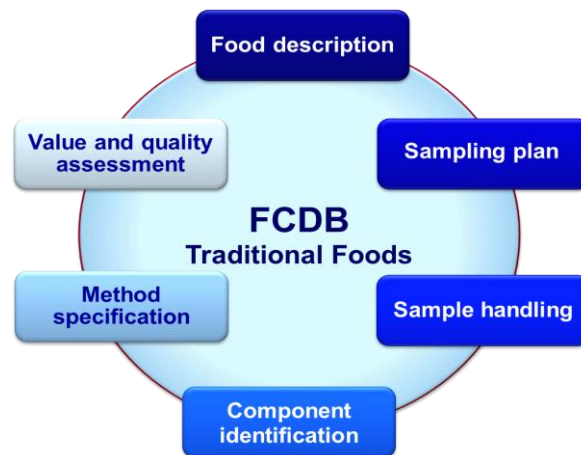 Food description
Value and quality
assessment
Sampling plan
FCDB
Traditional Foods
Method
specification
Sample handling
Component
identification